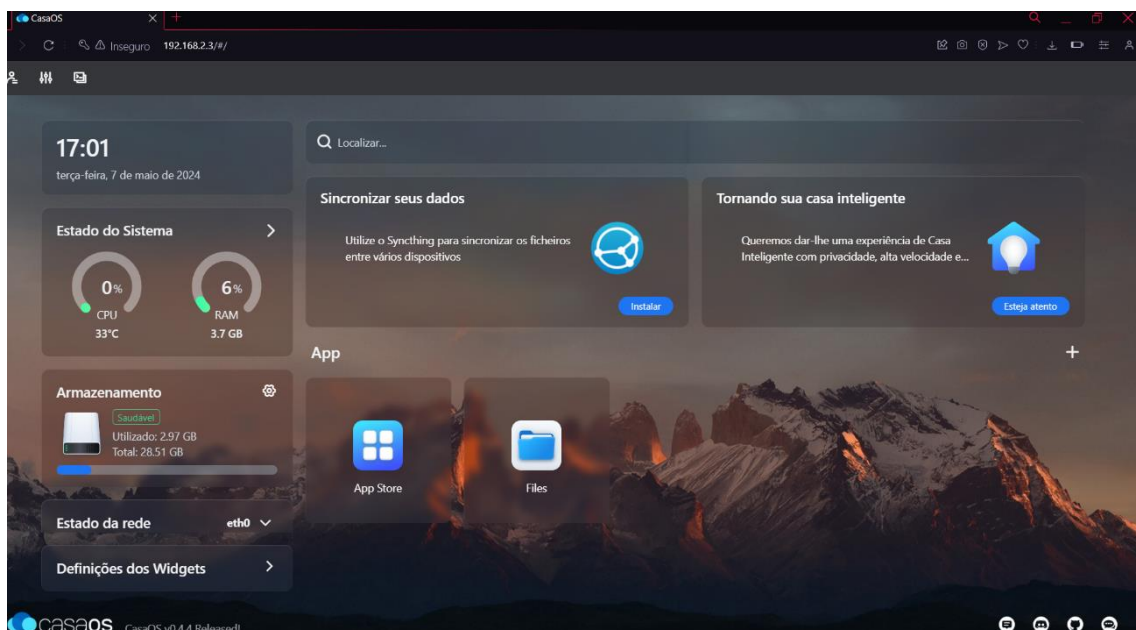 CasaOS
Inseguro 192.168.2.3/#/
17:01
terça-feira, 7 de maio de 2024
Localizar...
Sincronizar seus dados
Utilize o Syncthing para sincronizar os ficheiros
entre vários dispositivos
Instalar
Tornando sua casa inteligente
Queremos dar-lhe uma experiência de Casa
Inteligente com privacidade, alta velocidade e...
Esteja atento
Estado do Sistema
0%
CPU
33°C
6%
RAM
3.7 GB
App
App Store
Files
Armazenamento
Saudável
Utilizado: 2.97 GB
Total: 28.51 GB
Estado da rede eth0
Definições dos Widgets
casaos CasaOS v0.4.4 Released!